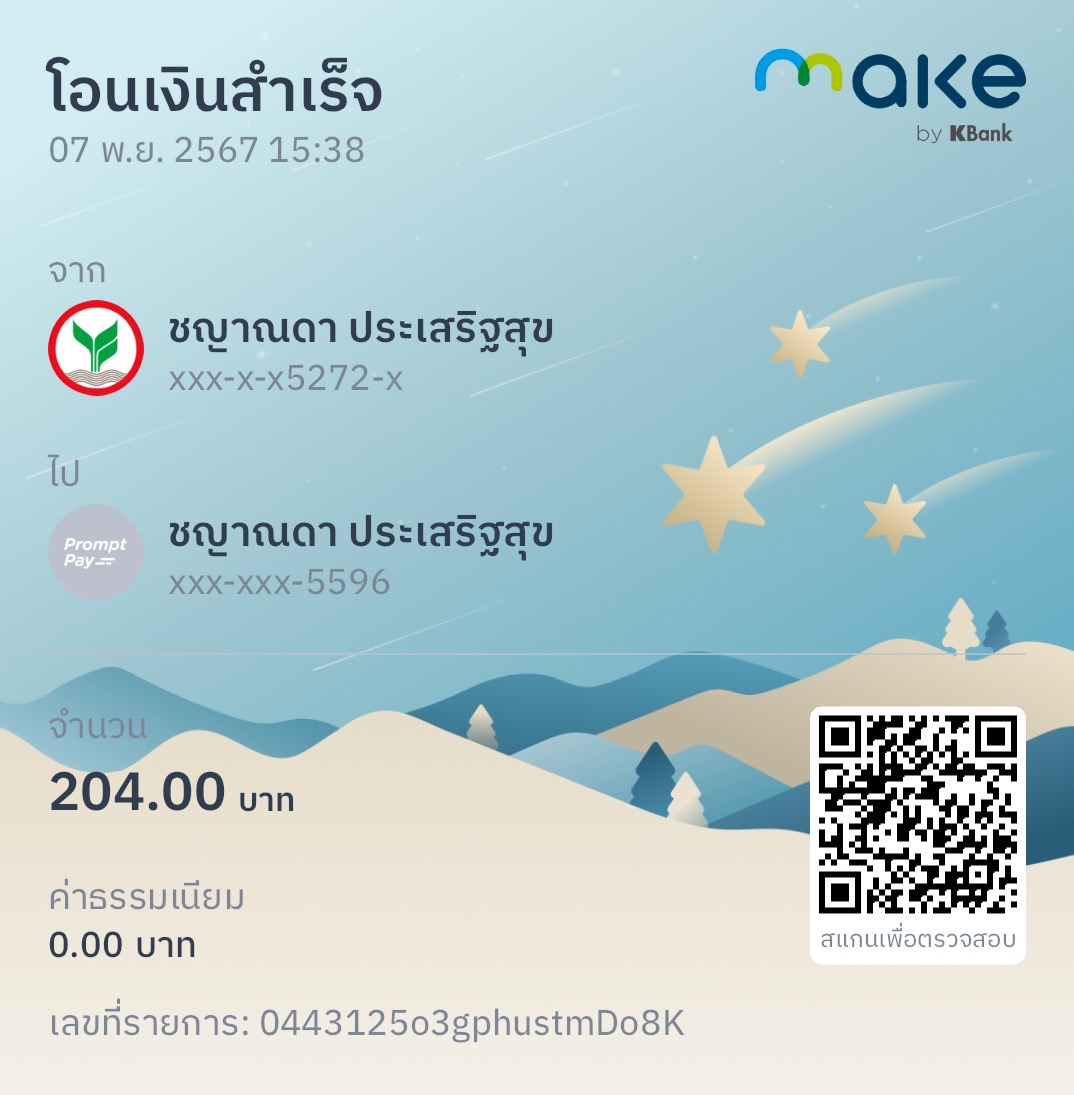 โอนเงินสำเร็จ
make
by KBank
07 พ.ย. 2567 15:38
จาก
ชญาณดา ประเสริฐสุข
xxx-x-x5272-x
ไป
Prompt
Pay
ชญาณดา ประเสริฐสุข
xxx-xxx-5596
จำนวน
204.00 บาท
ค่าธรรมเนียม
0.00 บาท
สแกนเพื่อตรวจสอบ
เลขที่รายการ: 0443125o3gphustmDo8K